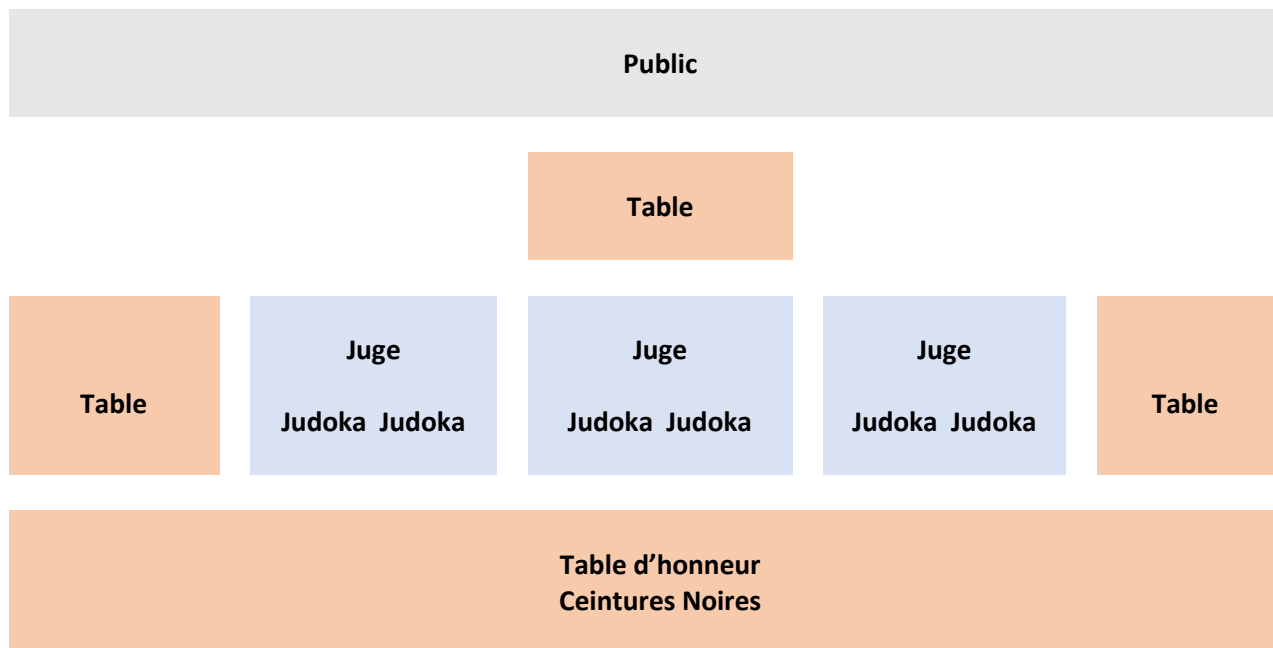 Public
Table
Table
Juge
Judoka Judoka
Juge
Judoka Judoka
Juge
Judoka Judoka
Table
Table d’honneur
Ceintures Noires